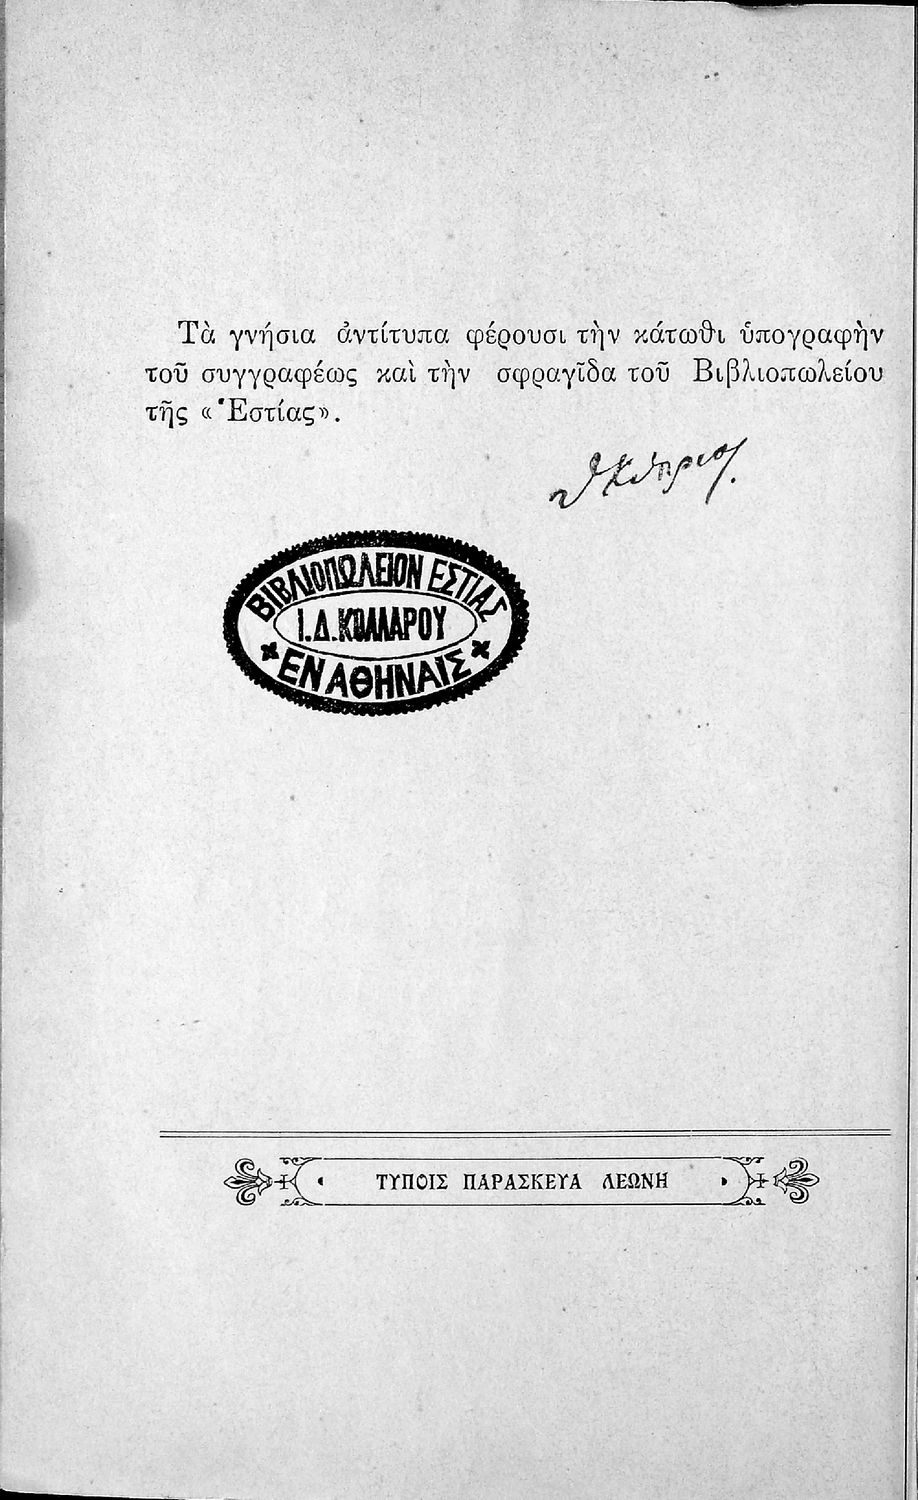 Τὰ γνήσια ἀντίτυπα φέρουσι τὴν κάτωθι ὑπογραφὴν
τοῦ συγγραφέως καὶ τὴν σφραγῖδα τοῦ Βιβλιοπωλείου
τῆς «Ἑστίας».
ΒΙΒΛΙΟΠΩΛΕΙΟΝ ΕΣΤΙΑΣ
Ι.Δ.ΚΟΛΛΑΡΟΥ
ΕΝ ΑΘΗΝΑΙΣ
ΤΥΠΟΙΣ ΠΑΡΑΣΚΕΥΑ ΛΕΩΝΗ